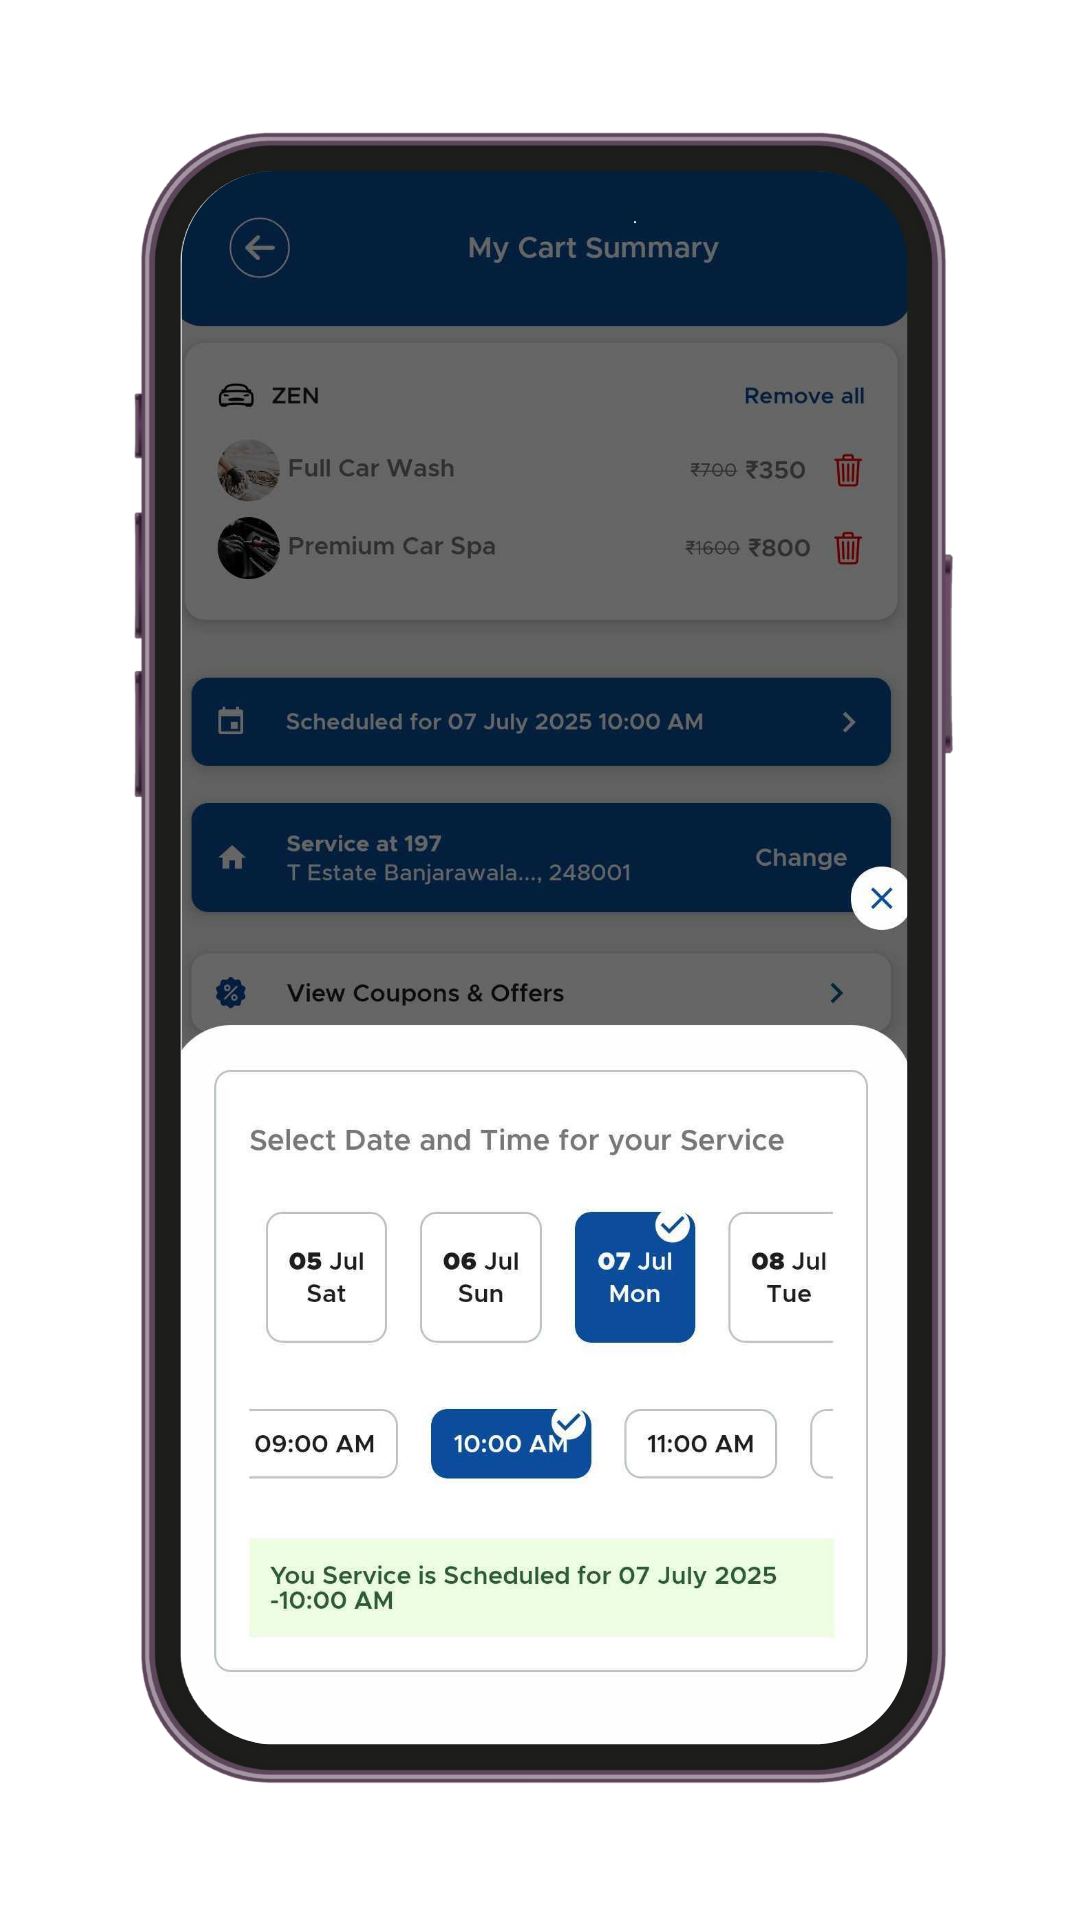 My Cart Summary
ZEN Remove all
Full Car Wash ₹700 ₹350
Premium Car Spa ₹1600 ₹800
Scheduled for 07 July 2025 10:00 AM
Service at 197
T Estate Banjarawala..., 248001
Change
View Coupons & Offers
Select Date and Time for your Service
05 Jul 06 Jul 07 Jul 08 Jul
Sat Sun Mon Tue
09:00 AM 10:00 AM 11:00 AM
You Service is Scheduled for 07 July 2025
-10:00 AM